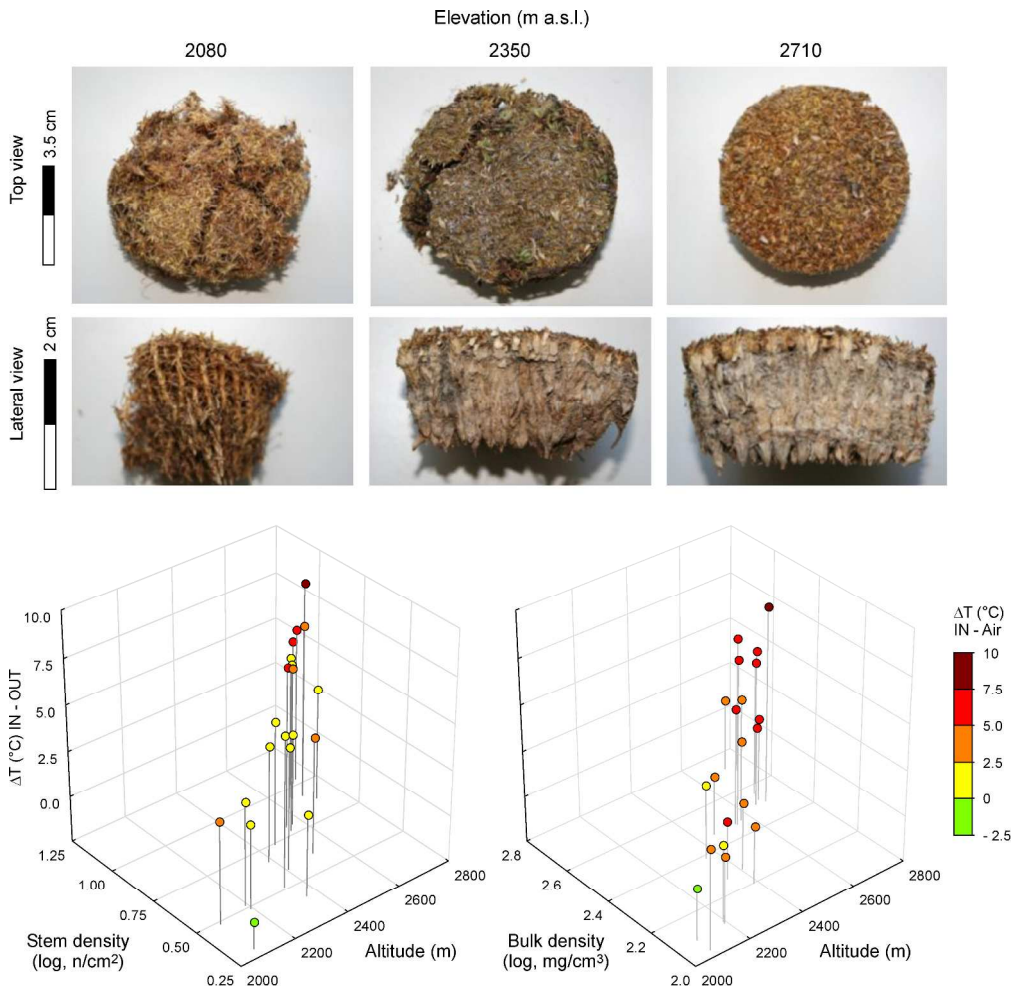 Elevation (m a.s.l.)
2080 2350 2710
Top view
3.5 cm
Lateral view
2 cm
10.0
7.5
5.0
2.5
0.0
ΔT (°C) IN - OUT
1.25
1.00
0.75
0.50
0.25
Stem density
(log, n/cm²)
2000
2200
2400
2600
2800
Altitude (m)
2.8
2.6
2.4
2.2
2.0
Bulk density
(log, mg/cm³)
2000
2200
2400
2600
2800
Altitude (m)
ΔT (°C)
IN - Air
10
7.5
5.0
2.5
0
- 2.5